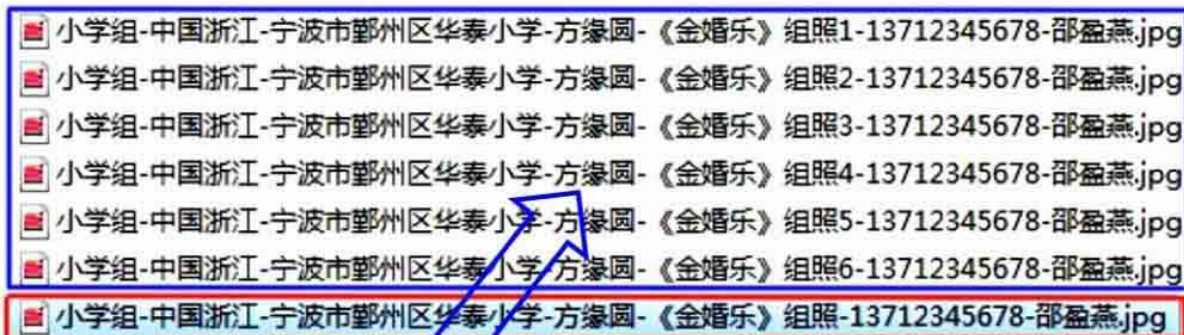 小学组-中国浙江-宁波市鄞州区华泰小学-方缘圆-《金婚乐》组照1-13712345678-邵盈燕.jpg
小学组-中国浙江-宁波市鄞州区华泰小学-方缘圆-《金婚乐》组照2-13712345678-邵盈燕.jpg
小学组-中国浙江-宁波市鄞州区华泰小学-方缘圆-《金婚乐》组照3-13712345678-邵盈燕.jpg
小学组-中国浙江-宁波市鄞州区华泰小学-方缘圆-《金婚乐》组照4-13712345678-邵盈燕.jpg
小学组-中国浙江-宁波市鄞州区华泰小学-方缘圆-《金婚乐》组照5-13712345678-邵盈燕.jpg
小学组-中国浙江-宁波市鄞州区华泰小学-方缘圆-《金婚乐》组照6-13712345678-邵盈燕.jpg
小学组-中国浙江-宁波市鄞州区华泰小学-方缘圆-《金婚乐》组照-13712345678-邵盈燕.jpg